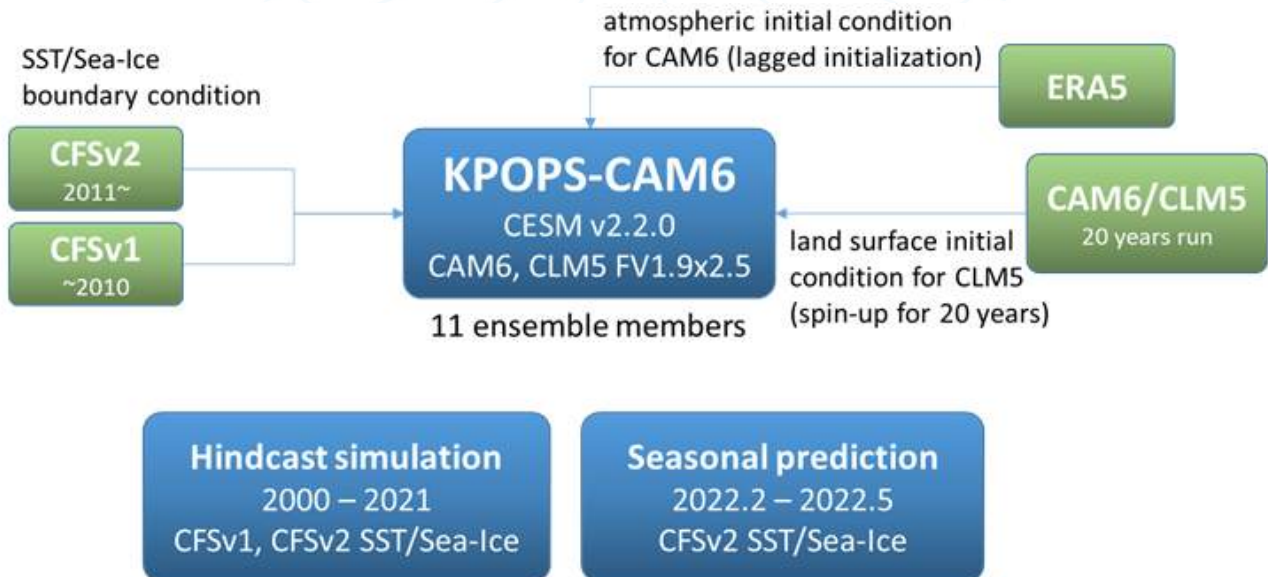 atmospheric initial condition
for CAM6 (lagged initialization)
SST/Sea-Ice
boundary condition
ERA5
CFSv2
2011~
CFSv1
~2010
KPOPS-CAM6
CESM v2.2.0
CAM6, CLM5 FV1.9x2.5
11 ensemble members
CAM6/CLM5
20 years run
land surface initial
condition for CLM5
(spin-up for 20 years)
Hindcast simulation
2000 – 2021
CFSv1, CFSv2 SST/Sea-Ice
Seasonal prediction
2022.2 – 2022.5
CFSv2 SST/Sea-Ice